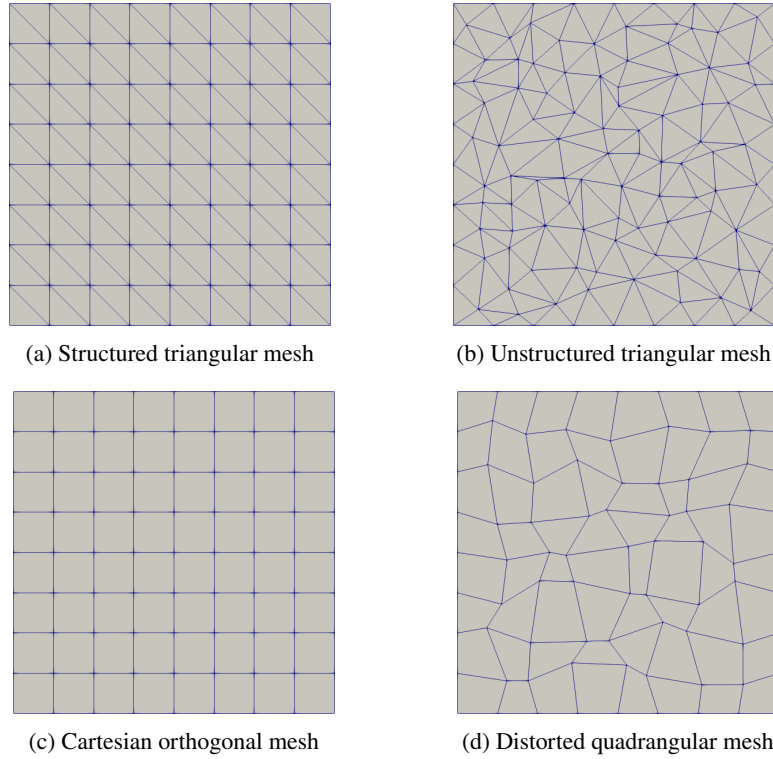 (a) Structured triangular mesh
(b) Unstructured triangular mesh
(c) Cartesian orthogonal mesh
(d) Distorted quadrangular mesh